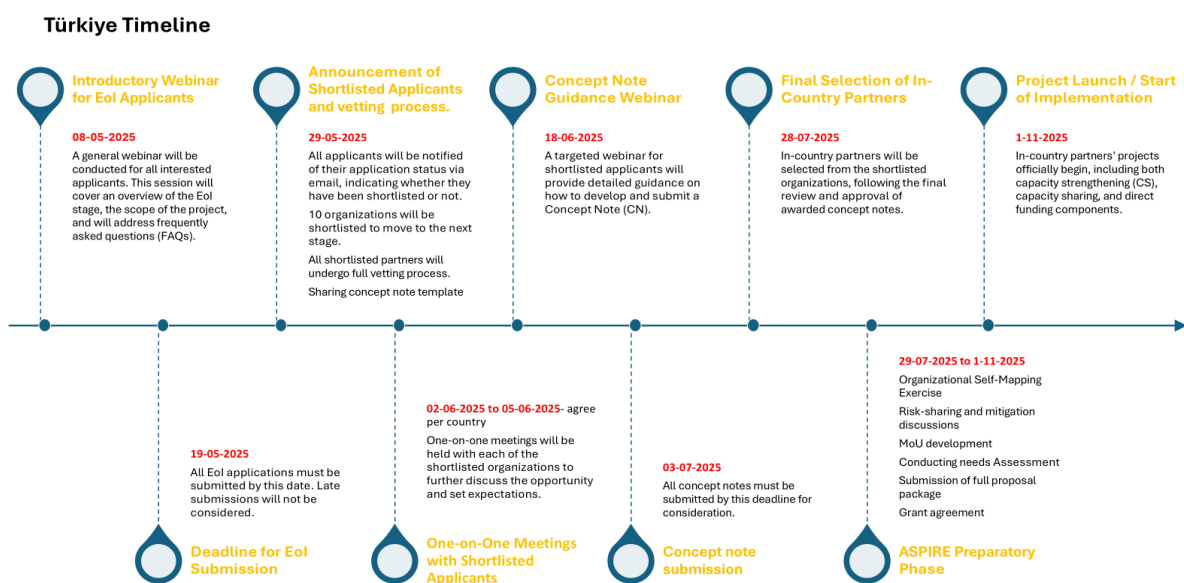 Türkiye Timeline
Introductory Webinar
for EoI Applicants
08-05-2025
A general webinar will be
conducted for all interested
applicants. This session will
cover an overview of the EoI
stage, the scope of the project,
and will address frequently
asked questions (FAQs).
Announcement of
Shortlisted Applicants
and vetting process.
29-05-2025
All applicants will be notified
of their application status via
email, indicating whether they
have been shortlisted or not.
10 organizations will be
shortlisted to move to the next
stage.
All shortlisted partners will
undergo full vetting process.
Sharing concept note template
Concept Note
Guidance Webinar
18-06-2025
A targeted webinar for
shortlisted applicants will
provide detailed guidance on
how to develop and submit a
Concept Note (CN).
Final Selection of In-
Country Partners
28-07-2025
In-country partners will be
selected from the shortlisted
organizations, following the final
review and approval of
awarded concept notes.
Project Launch / Start
of Implementation
1-11-2025
In-country partners' projects
officially begin, including both
capacity strengthening (CS),
capacity sharing, and direct
funding components.
19-05-2025
All EoI applications must be
submitted by this date. Late
submissions will not be
considered.
Deadline for EoI
Submission
02-06-2025 to 05-06-2025- agree
per country
One-on-one meetings will be
held with each of the
shortlisted organizations to
further discuss the opportunity
and set expectations.
One-on-One Meetings
with Shortlisted
Applicants
03-07-2025
All concept notes must be
submitted by this deadline for
consideration.
Concept note
submission
29-07-2025 to 1-11-2025
Organizational Self-Mapping
Exercise
Risk-sharing and mitigation
discussions
MoU development
Conducting needs Assessment
Submission of full proposal
package
Grant agreement
ASPIRE Preparatory
Phase